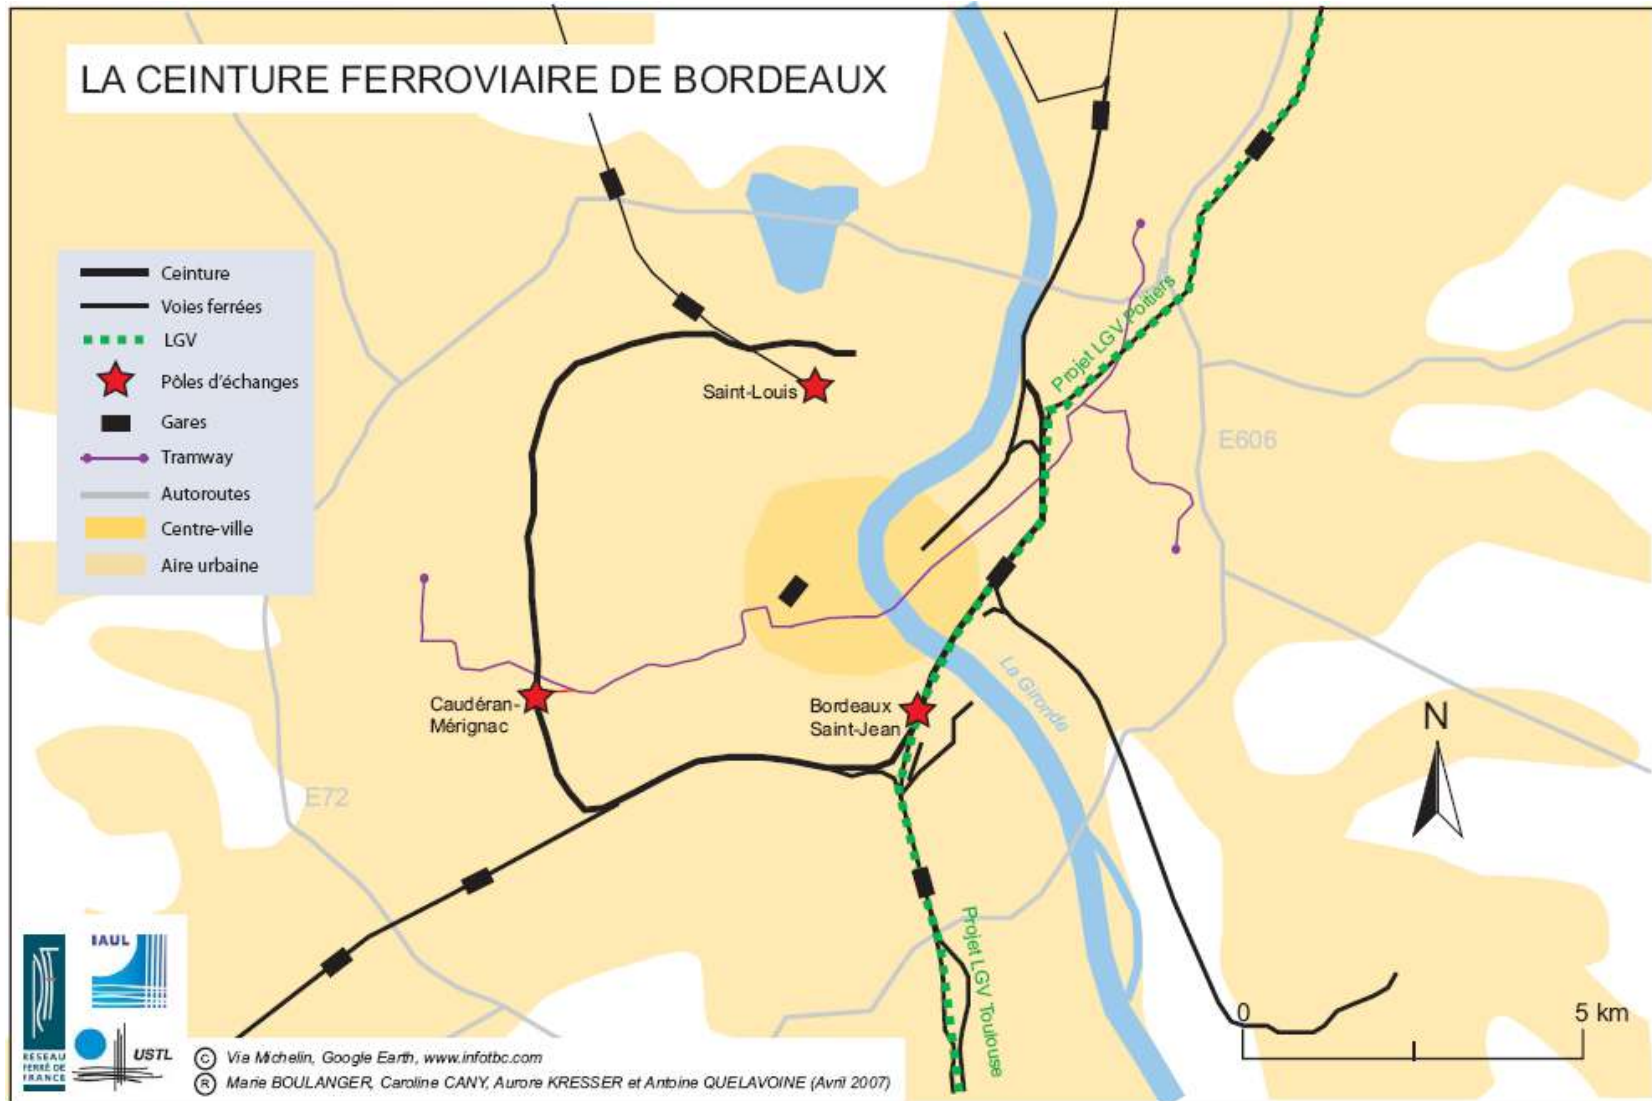 LA CEINTURE FERROVIAIRE DE BORDEAUX
Ceinture
Voies ferrées
LGV
Pôles d'échanges
Gares
Tramway
Autoroutes
Centre-ville
Aire urbaine
Saint-Louis
Projet LGV Poitiers
E606
Caudéran-
Mérignac
Bordeaux
Saint-Jean
La Gironde
N
E72
Projet LGV Toulouse
0
5 km
IAUL
USTL
RESEAU
FERRÉ DE
FRANCE
C Via Michelin, Google Earth, www.infotbc.com
R Marie BOULANGER, Caroline CANY, Aurore KRESSER et Antoine QUELAVOINE (Avril 2007)